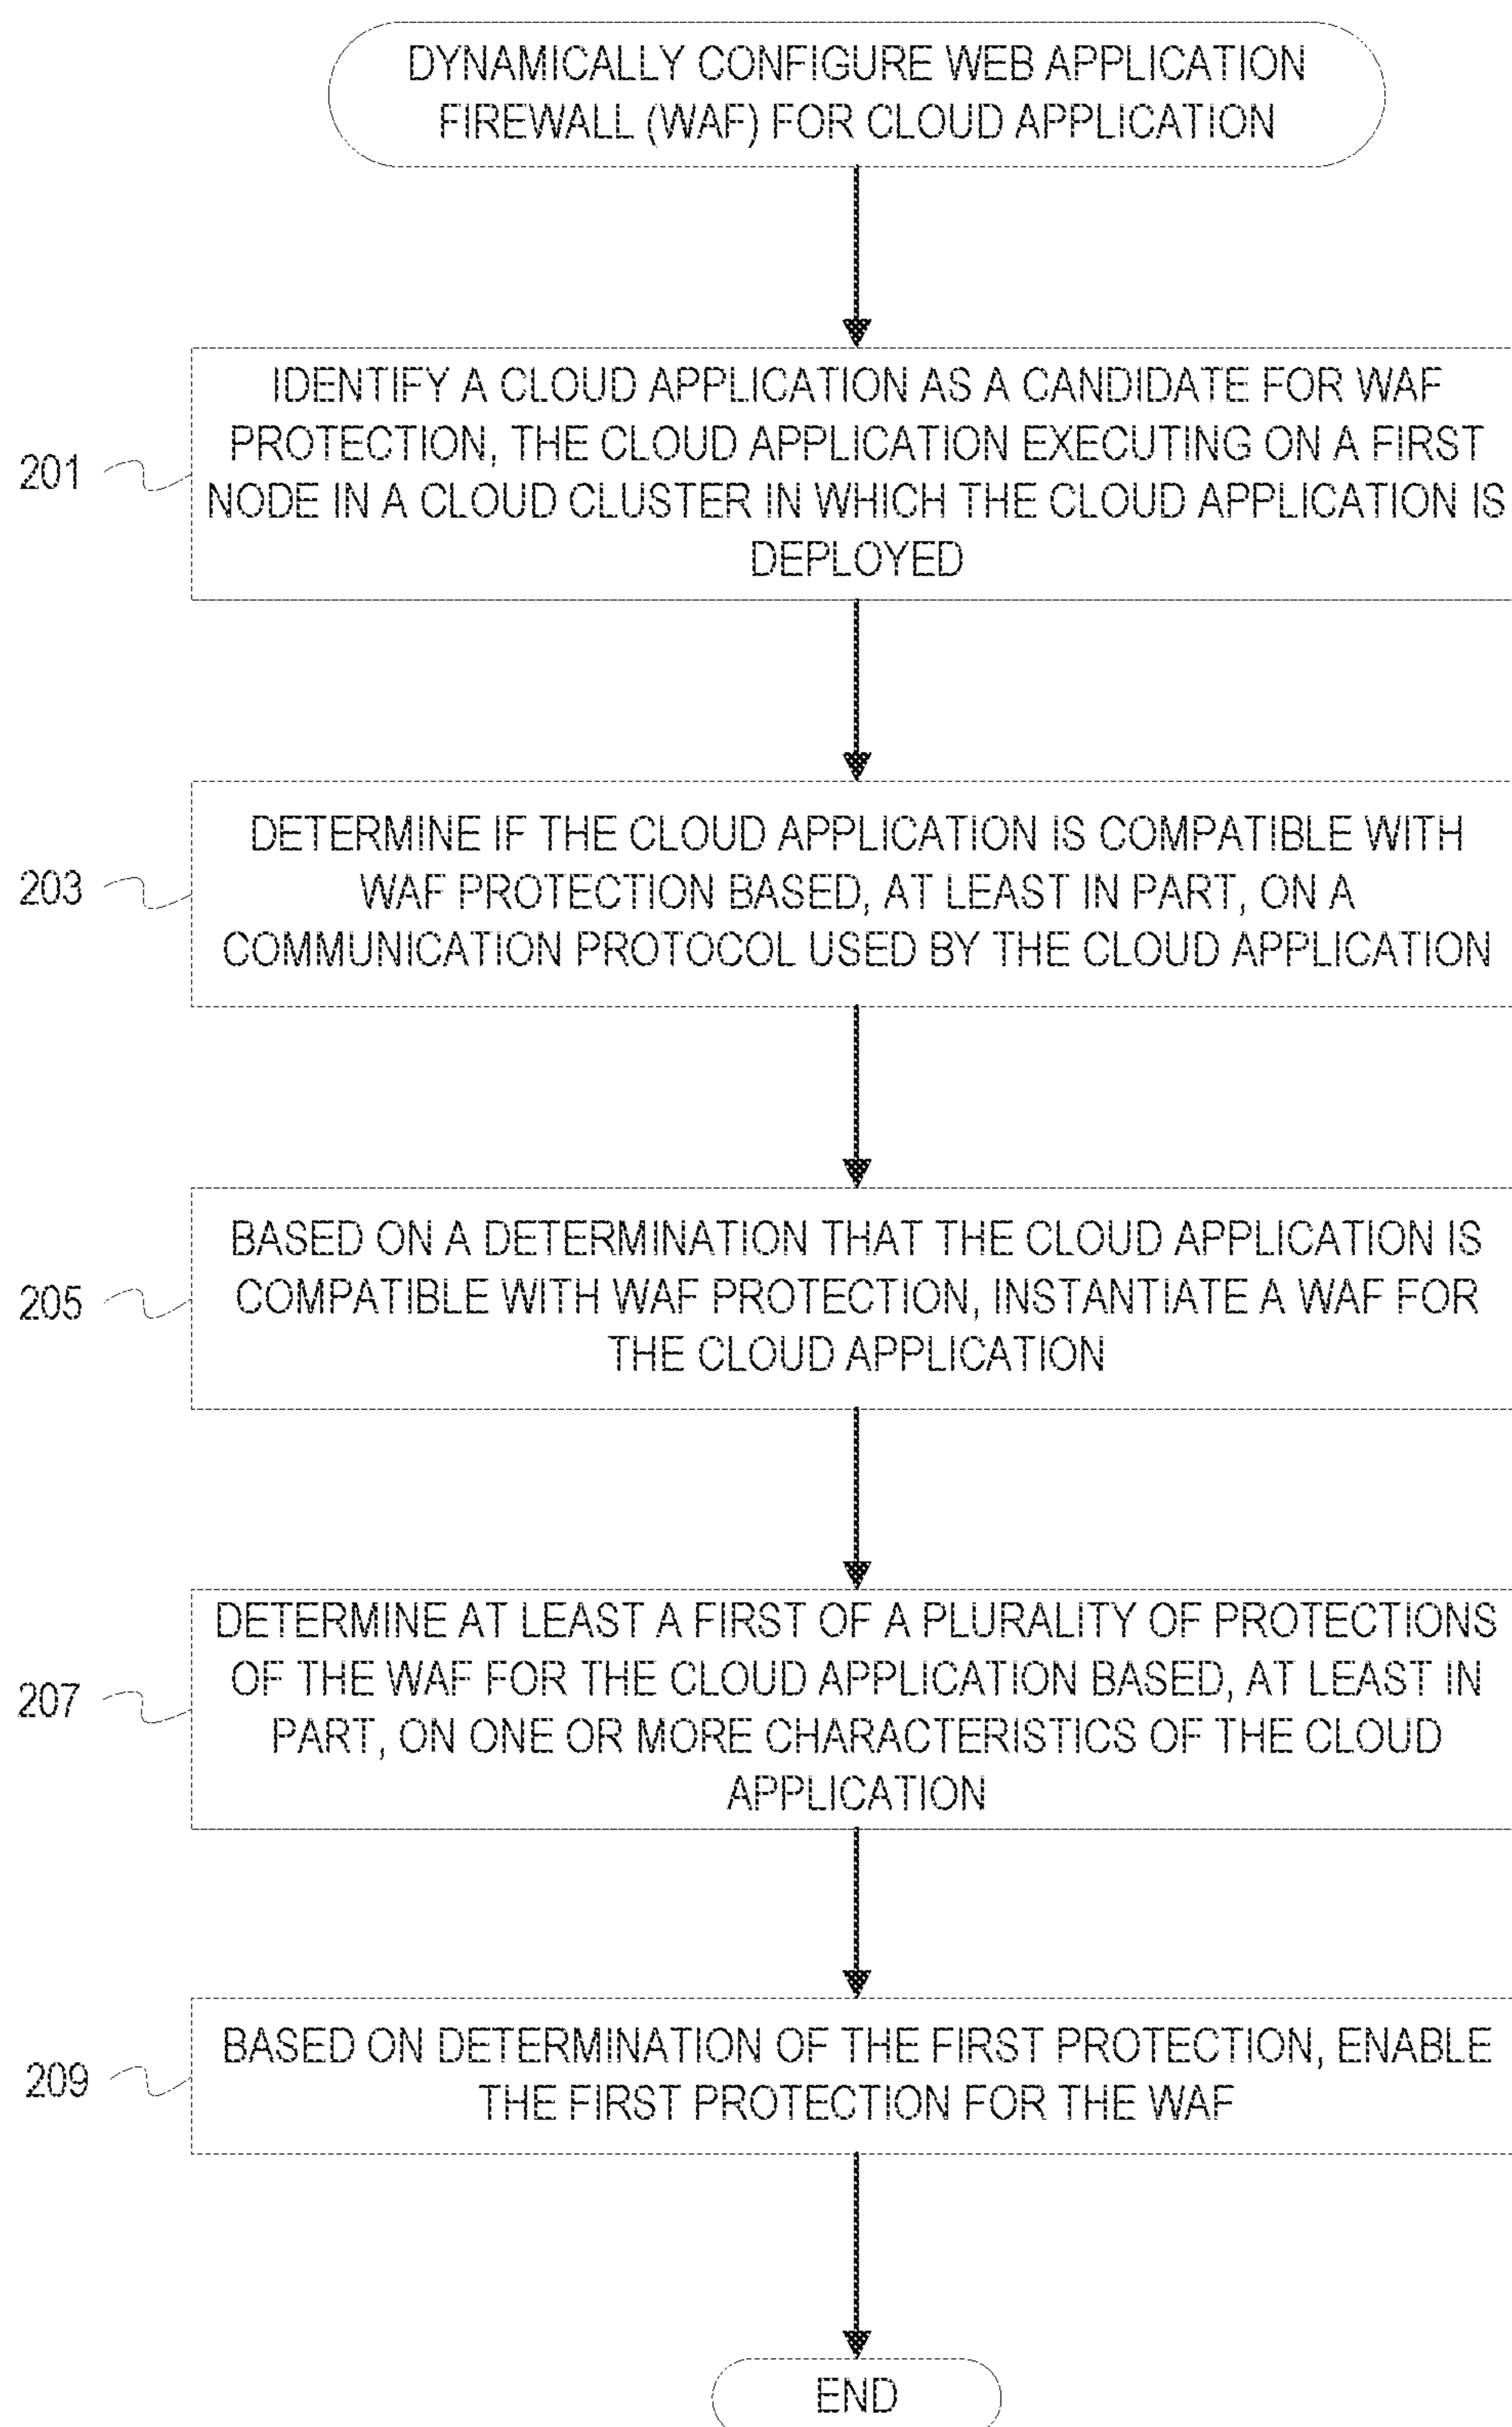 DYNAMICALLY CONFIGURE WEB APPLICATION
FIREWALL (WAF) FOR CLOUD APPLICATION
201
IDENTIFY A CLOUD APPLICATION AS A CANDIDATE FOR WAF
PROTECTION, THE CLOUD APPLICATION EXECUTING ON A FIRST
NODE IN A CLOUD CLUSTER IN WHICH THE CLOUD APPLICATION IS
DEPLOYED
203
DETERMINE IF THE CLOUD APPLICATION IS COMPATIBLE WITH
WAF PROTECTION BASED, AT LEAST IN PART, ON A
COMMUNICATION PROTOCOL USED BY THE CLOUD APPLICATION
205
BASED ON A DETERMINATION THAT THE CLOUD APPLICATION IS
COMPATIBLE WITH WAF PROTECTION, INSTANTIATE A WAF FOR
THE CLOUD APPLICATION
207
DETERMINE AT LEAST A FIRST OF A PLURALITY OF PROTECTIONS
OF THE WAF FOR THE CLOUD APPLICATION BASED, AT LEAST IN
PART, ON ONE OR MORE CHARACTERISTICS OF THE CLOUD
APPLICATION
209
BASED ON DETERMINATION OF THE FIRST PROTECTION, ENABLE
THE FIRST PROTECTION FOR THE WAF
END